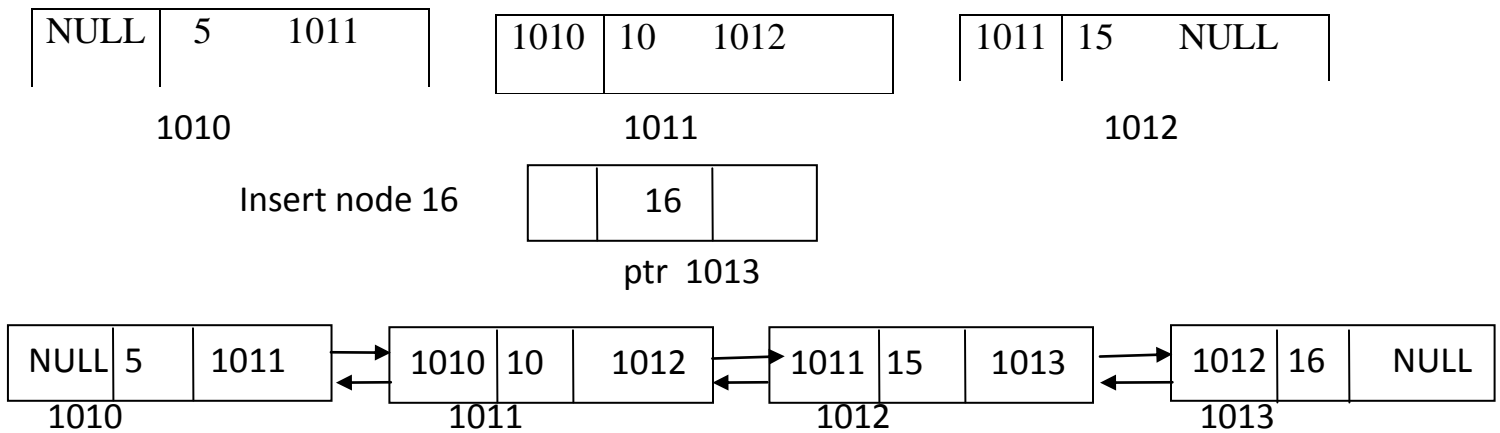 NULL 5 1011 1010 10 1012 1011 15 NULL
1010 1011 1012
Insert node 16 16
ptr 1013
NULL 5 1011 1010 10 1012 1011 15 1013 1012 16 NULL
1010 1011 1012 1013